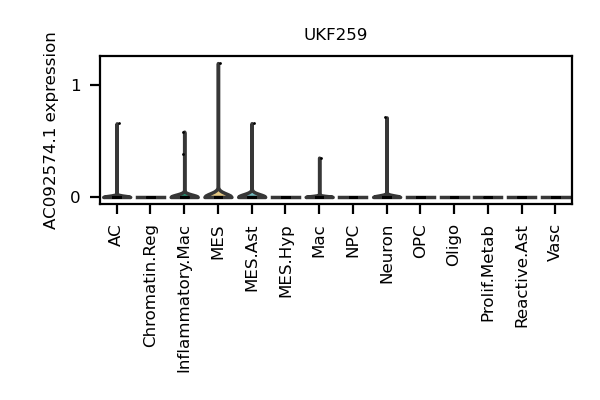 UKF259
AC092574.1 expression
1
0
AC
Chromatin.Reg
Inflammatory.Mac
MES
MES.Ast
MES.Hyp
Mac
NPC
Neuron
OPC
Oligo
Prolif.Metab
Reactive.Ast
Vasc